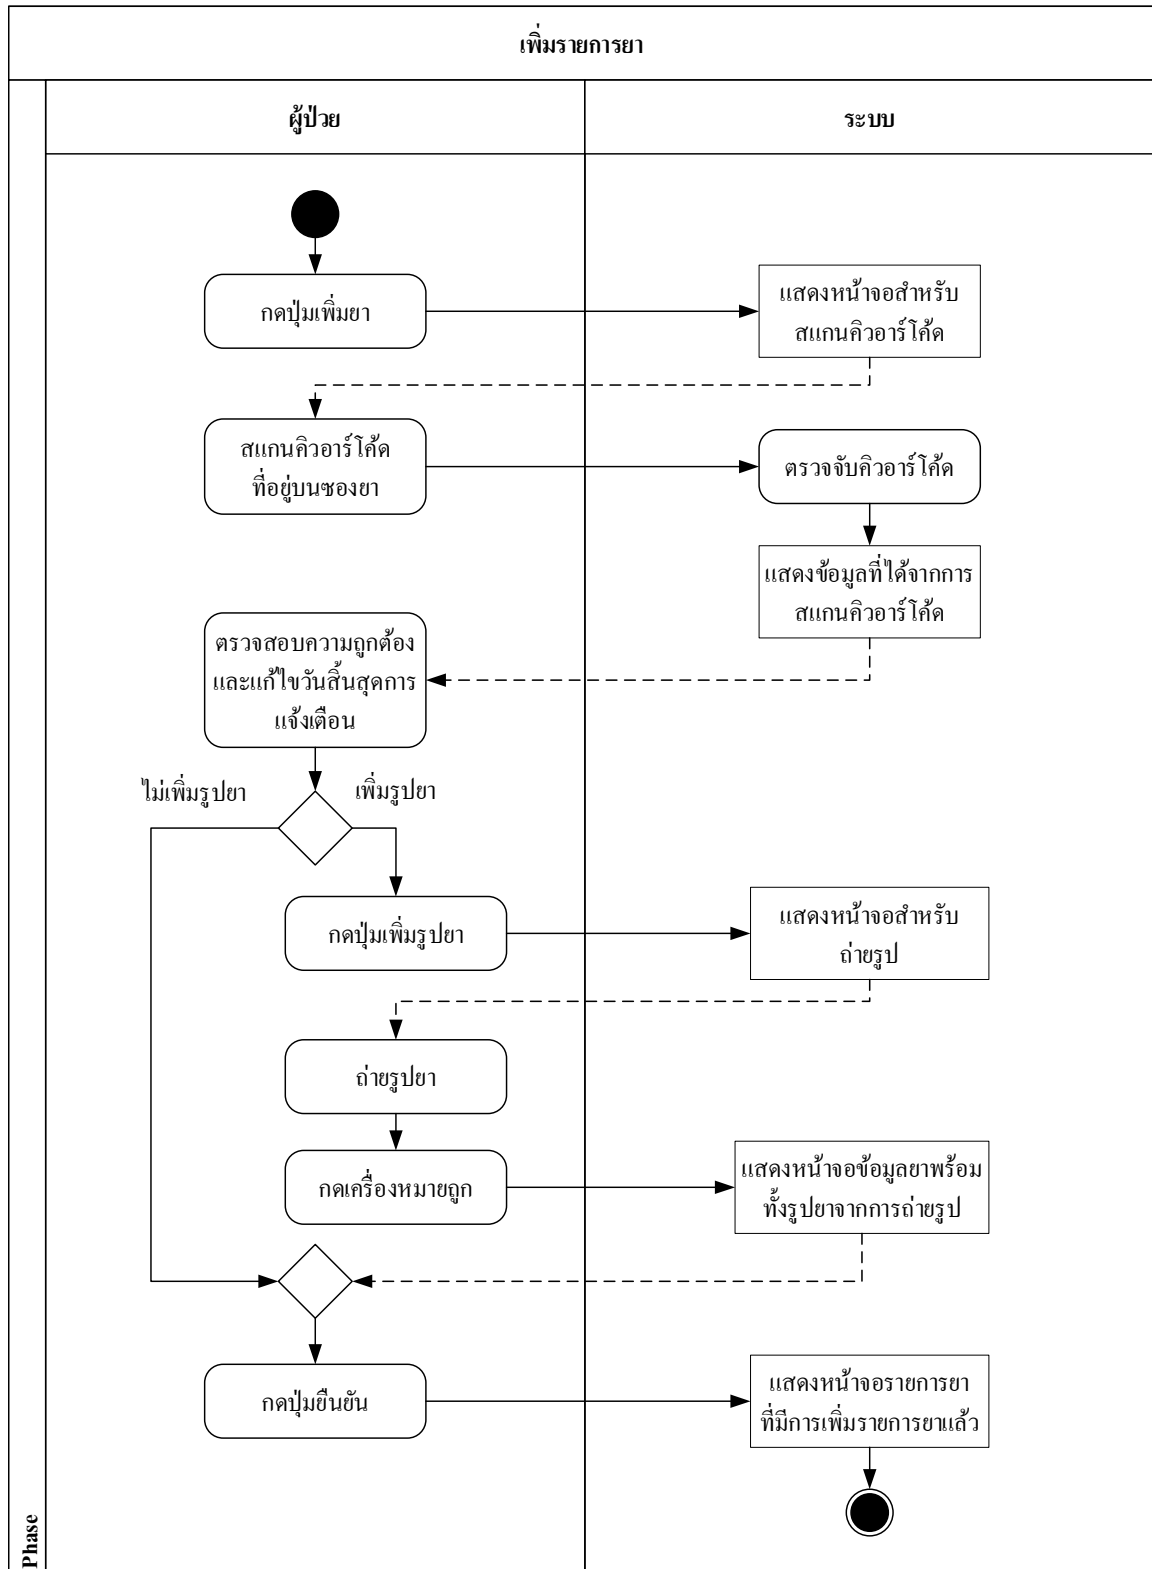 เพิ่มรายการยา
ผู้ป่วย
ระบบ
กดปุ่มเพิ่มยา
แสดงหน้าจอสำหรับ
สแกนคิวอาร์โค้ด
สแกนคิวอาร์โค้ด
ที่อยู่บนซองยา
ตรวจจับคิวอาร์โค้ด
แสดงข้อมูลที่ได้จากการ
สแกนคิวอาร์โค้ด
ตรวจสอบความถูกต้อง
และแก้ไขวันสิ้นสุดการ
แจ้งเตือน
ไม่เพิ่มรูปยา
เพิ่มรูปยา
กดปุ่มเพิ่มรูปยา
แสดงหน้าจอสำหรับ
ถ่ายรูป
ถ่ายรูปยา
กดเครื่องหมายถูก
แสดงหน้าจอข้อมูลยาพร้อม
ทั้งรูปยาจากการถ่ายรูป
กดปุ่มยืนยัน
แสดงหน้าจอรายการยา
ที่มีการเพิ่มรายการยาแล้ว
Phase